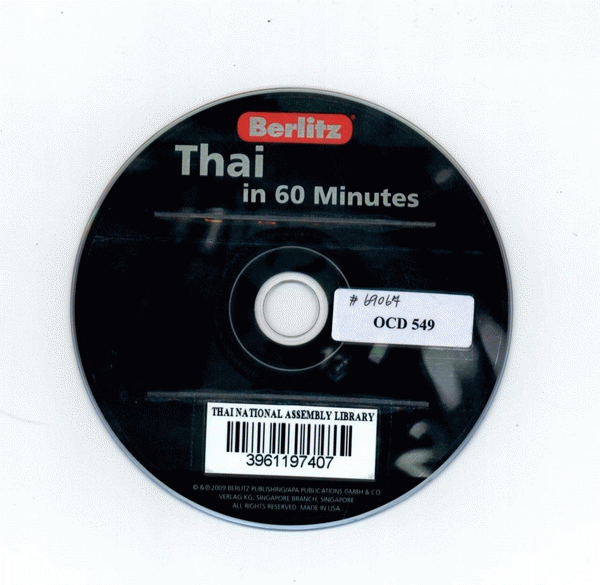 Berlitz®
Thai
in 60 Minutes
# 69064
OCD 549
THAI NATIONAL ASSEMBLY LIBRARY
3961197407
© & ℗ 2009 BERLITZ PUBLISHING/APA PUBLICATIONS GMBH & CO.
VERLAG KG, SINGAPORE BRANCH, SINGAPORE
ALL RIGHTS RESERVED. MADE IN USA